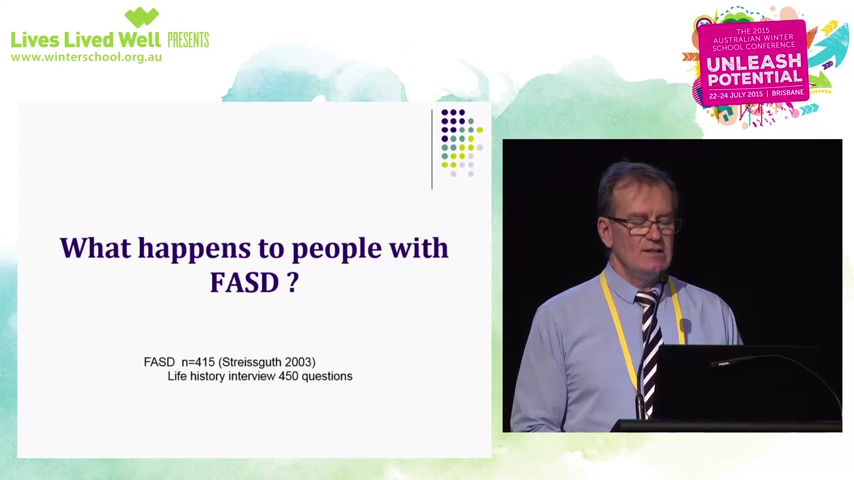 Lives Lived Well PRESENTS
www.winterschool.org.au
THE 2015
AUSTRALIAN WINTER
SCHOOL CONFERENCE
UNLEASH
POTENTIAL
22-24 JULY 2015 | BRISBANE
What happens to people with
FASD ?
FASD n=415 (Streissguth 2003)
Life history interview 450 questions